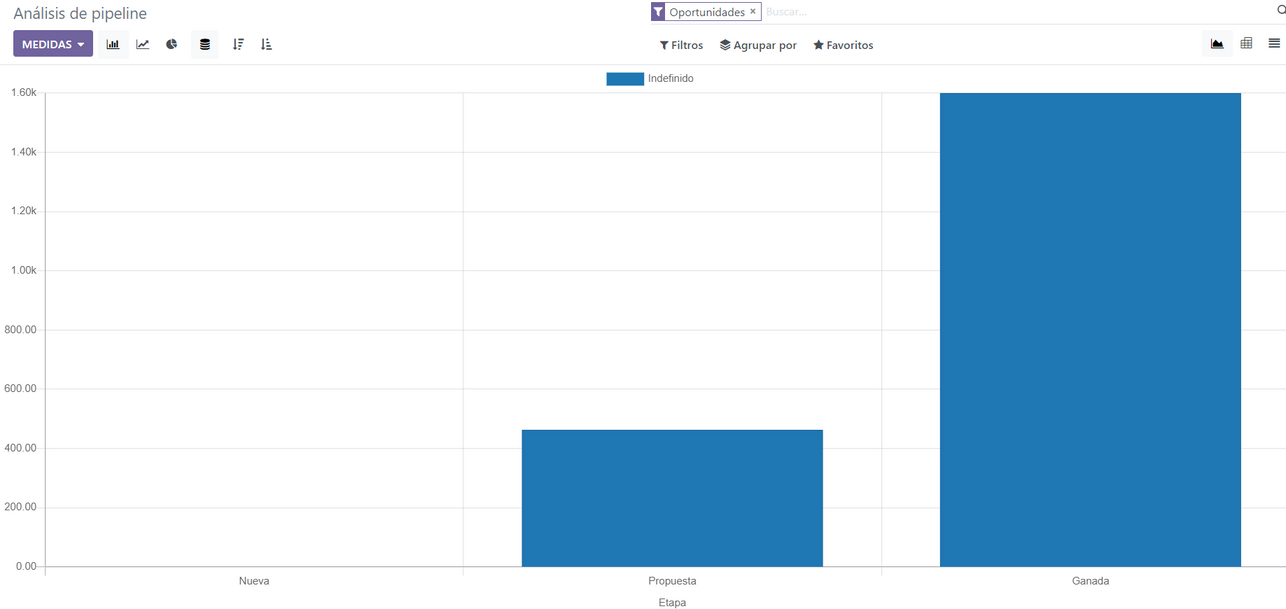 Análisis de pipeline
Oportunidades ×
Buscar...
MEDIDAS
Filtros
Agrupar por
Favoritos
Indefinido
1.60k
1.40k
1.20k
1.00k
800.00
600.00
400.00
200.00
0.00
Nueva
Propuesta
Ganada
Etapa